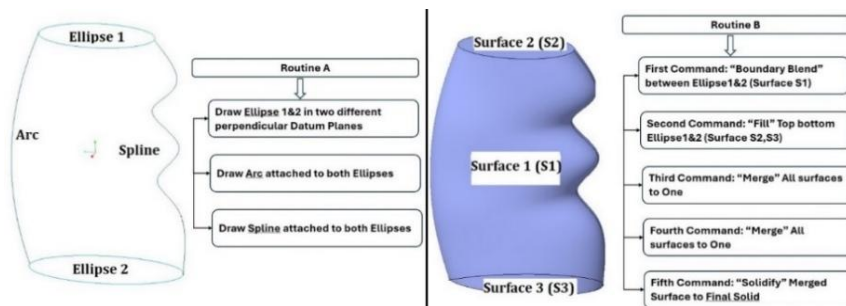 Ellipse 1
Arc
Spline
Ellipse 2
Routine A
Draw Ellipse 1&2 in two different
perpendicular Datum Planes
Draw Arc attached to both Ellipses
Draw Spline attached to both Ellipses
Surface 2 (S2)
Surface 1 (S1)
Surface 3 (S3)
Routine B
First Command: “Boundary Blend”
between Ellipse1&2 (Surface S1)
Second Command: “Fill” Top bottom
Ellipse1&2 (Surface S2,S3)
Third Command: “Merge” All surfaces
to One
Fourth Command: “Merge” All
surfaces to One
Fifth Command: “Solidify” Merged
Surface to Final Solid